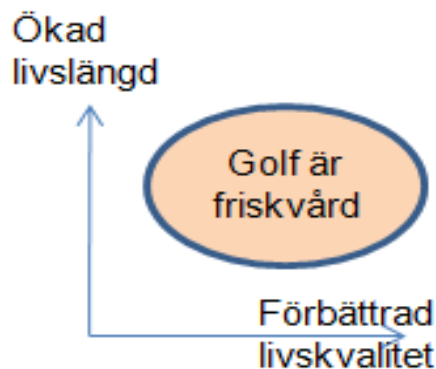 Ökad
livslängd
Golf är
friskvård
Förbättrad
livskvalitet